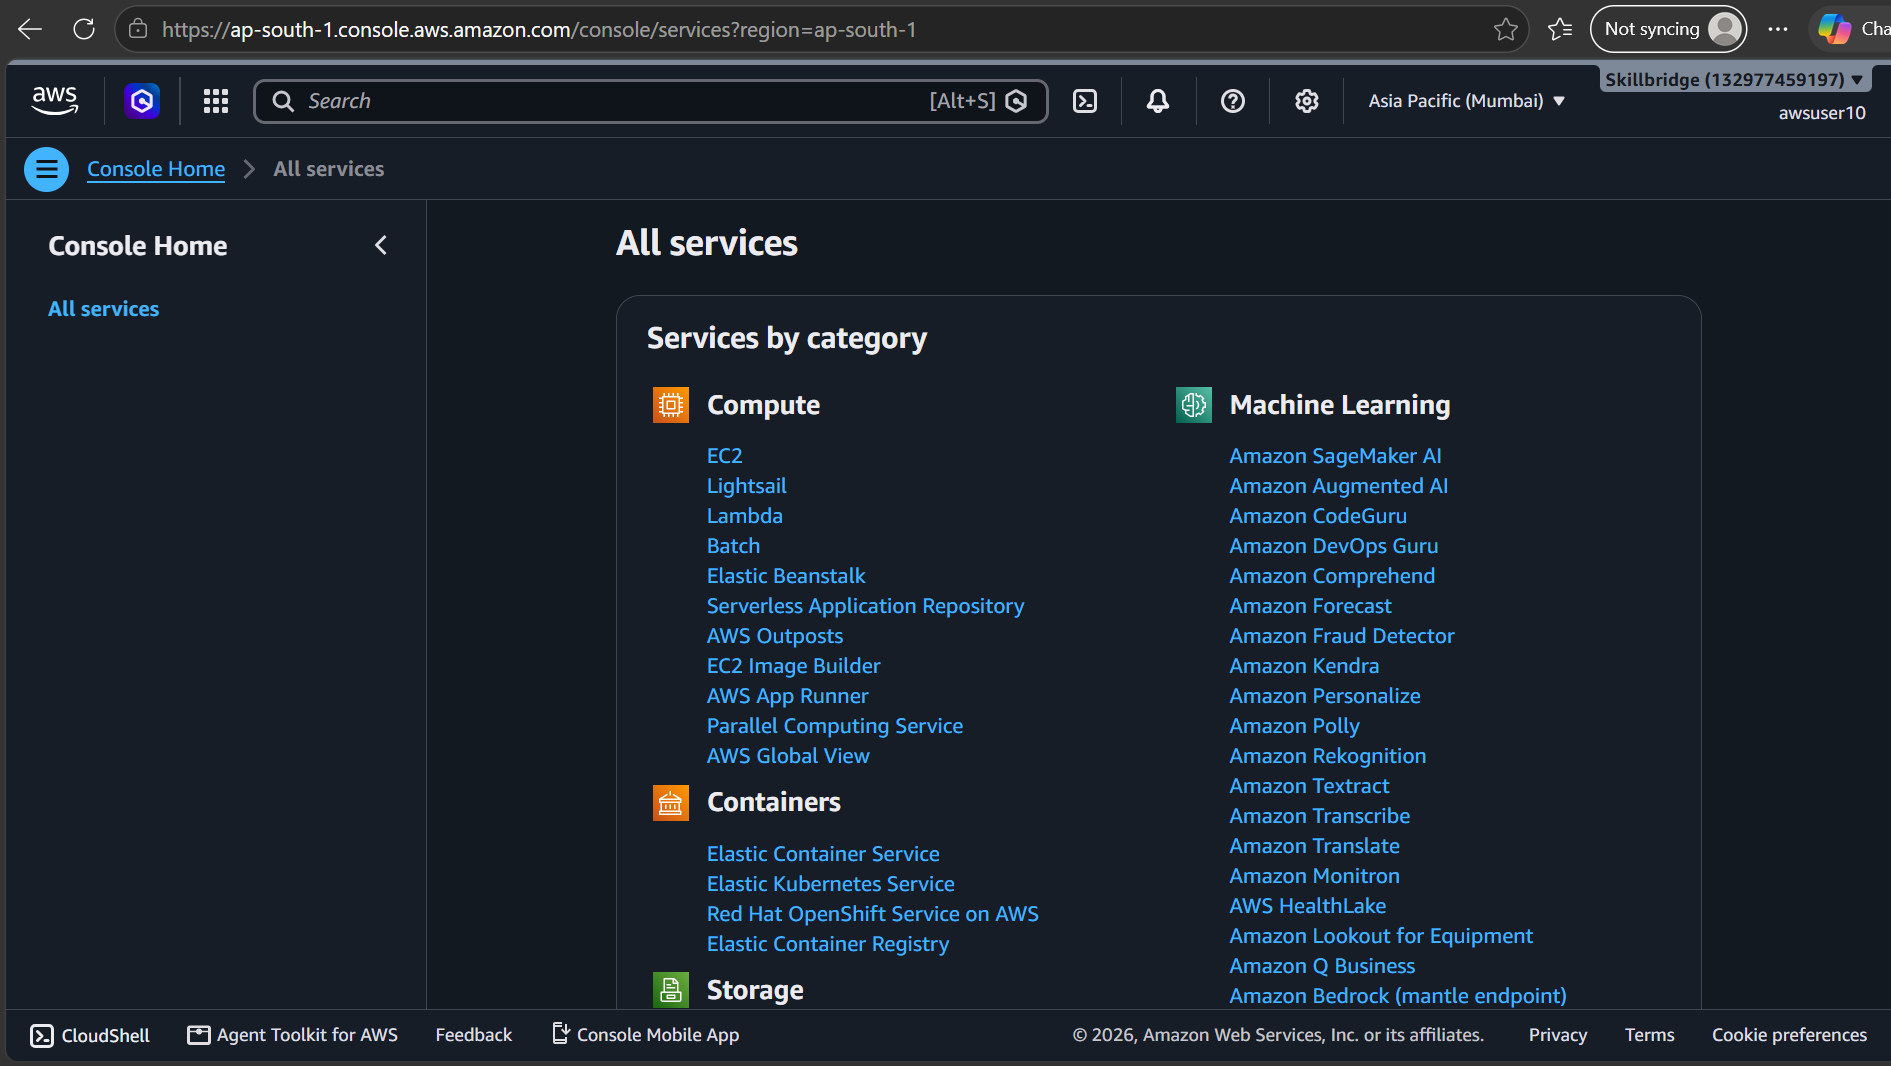 https://ap-south-1.console.aws.amazon.com/console/services?region=ap-south-1
Not syncing
Cha
aws
Search
[Alt+S]
Asia Pacific (Mumbai)
Skillbridge (132977459197)
awsuser10
Console Home
All services
Console Home
All services
All services
Services by category
Compute
EC2
Lightsail
Lambda
Batch
Elastic Beanstalk
Serverless Application Repository
AWS Outposts
EC2 Image Builder
AWS App Runner
Parallel Computing Service
AWS Global View
Containers
Elastic Container Service
Elastic Kubernetes Service
Red Hat OpenShift Service on AWS
Elastic Container Registry
Storage
Machine Learning
Amazon SageMaker AI
Amazon Augmented AI
Amazon CodeGuru
Amazon DevOps Guru
Amazon Comprehend
Amazon Forecast
Amazon Fraud Detector
Amazon Kendra
Amazon Personalize
Amazon Polly
Amazon Rekognition
Amazon Textract
Amazon Transcribe
Amazon Translate
Amazon Monitron
AWS HealthLake
Amazon Lookout for Equipment
Amazon Q Business
Amazon Bedrock (mantle endpoint)
CloudShell
Agent Toolkit for AWS
Feedback
Console Mobile App
© 2026, Amazon Web Services, Inc. or its affiliates.
Privacy
Terms
Cookie preferences